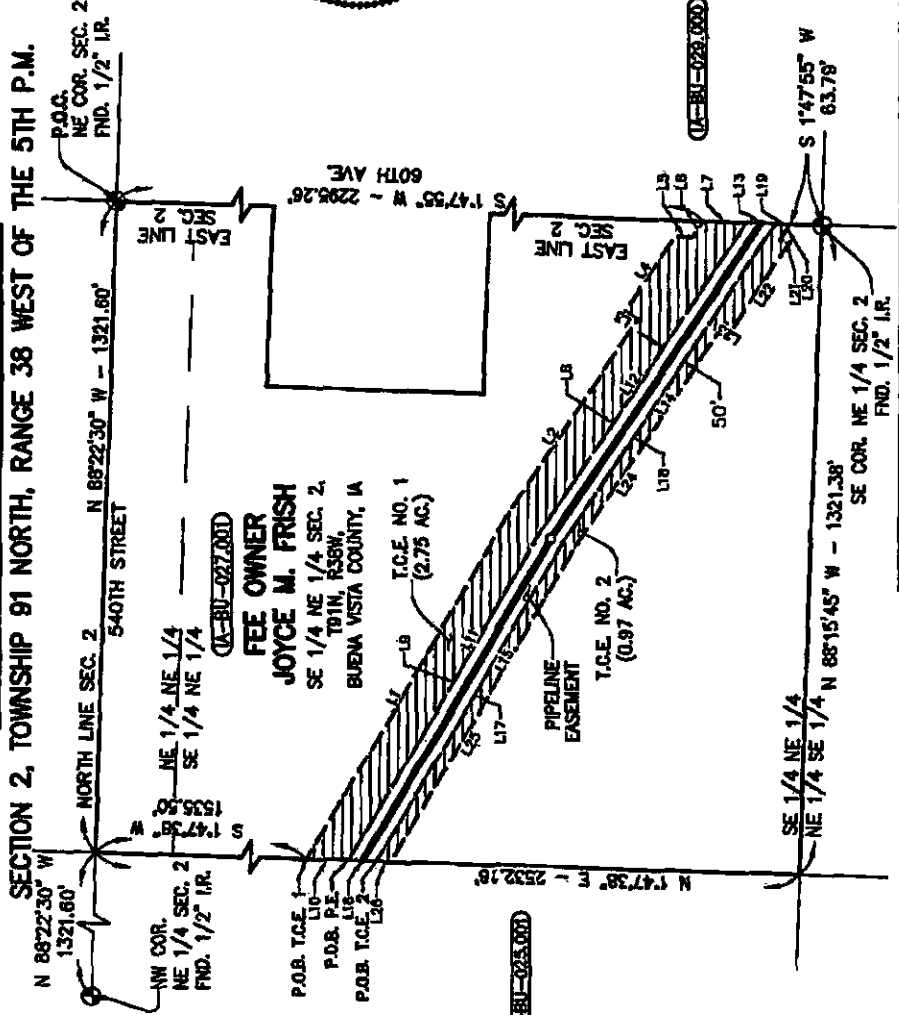 SECTION 2, TOWNSHIP 91 NORTH, RANGE 38 WEST OF THE 5TH P.M.
N 88°22'30" W
1321.60'
NORTH LINE SEC. 2
N 88°22'30" W - 1321.60'
540TH STREET
P.O.C.
NE COR. SEC. 2
FND. 1/2" I.R.
NW COR.
NE 1/4 SEC. 2
FND. 1/2" I.R.
S 1°47'38" W
1535.50'
NE 1/4 NE 1/4
SE 1/4 NE 1/4
EAST LINE
SEC. 2
S 1°47'55" W ~ 2295.26'
60TH AVE.
IA-BU-027.001
FEE OWNER
JOYCE M. FRISH
SE 1/4 NE 1/4 SEC. 2,
T91N, R38W,
BUENA VISTA COUNTY, IA
T.C.E. NO. 1
(2.75 AC.)
EAST LINE
SEC. 2
IA-BU-029.000
P.O.B. T.C.E. 1
L10
P.O.B. P.E.
L16
P.O.B. T.C.E. 2
L26
L1
L9
L11
L2
L8
L12
L3
L4
L5
L6
L7
L13
L19
L15
L17
L23
L14
L18
L24
L22
L21
L20
50'
PIPELINE
EASEMENT
T.C.E. NO. 2
(0.97 AC.)
S 1°47'55" W
63.79'
N 1°47'38" E ~ 2532.78'
BU-025.001
SE 1/4 NE 1/4
NE 1/4 SE 1/4
N 88°15'45" W - 1321.38'
SE COR. NE 1/4 SEC. 2
FND. 1/2" I.R.